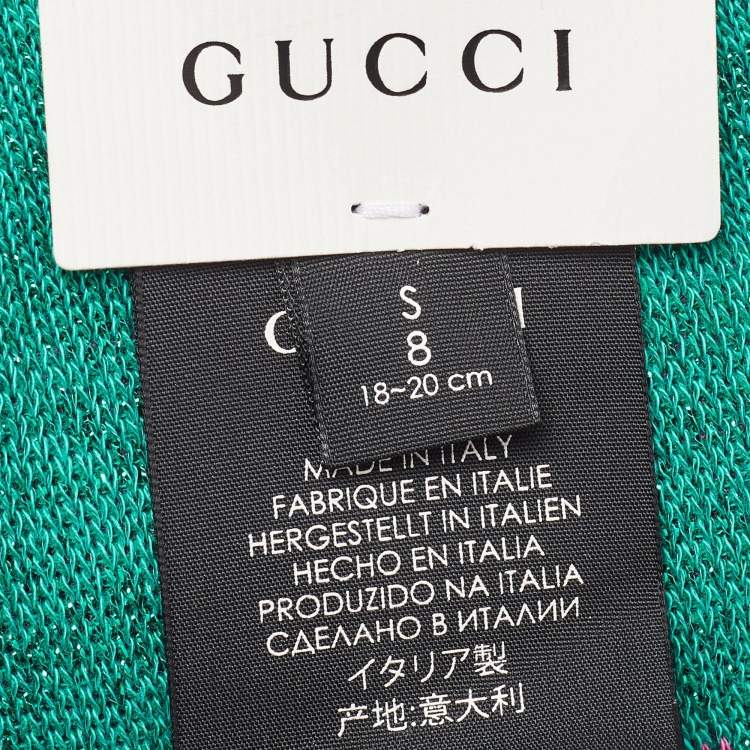 GUCCI
S
8
18~20 cm
MADE IN ITALY
FABRIQUE EN ITALIE
HERGESTELLT IN ITALIEN
HECHO EN ITALIA
PRODUZIDO NA ITALIA
СДЕЛАНО В ИТАЛИИ
イタリア製
产地:意大利